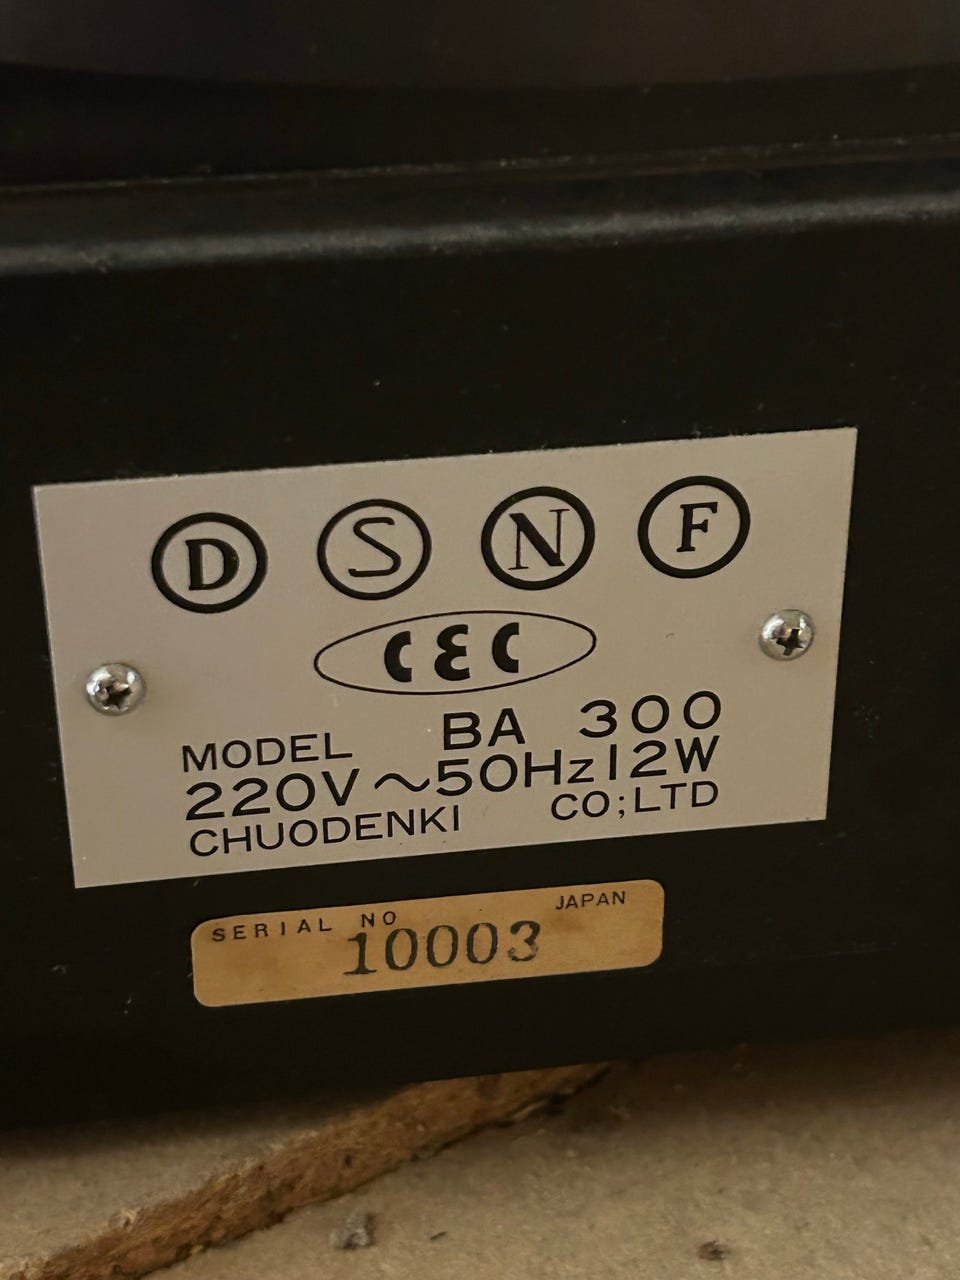 D S N F
CEC
MODEL BA 300
220V ~50Hz 12W
CHUODENKI CO;LTD
SERIAL NO JAPAN
10003